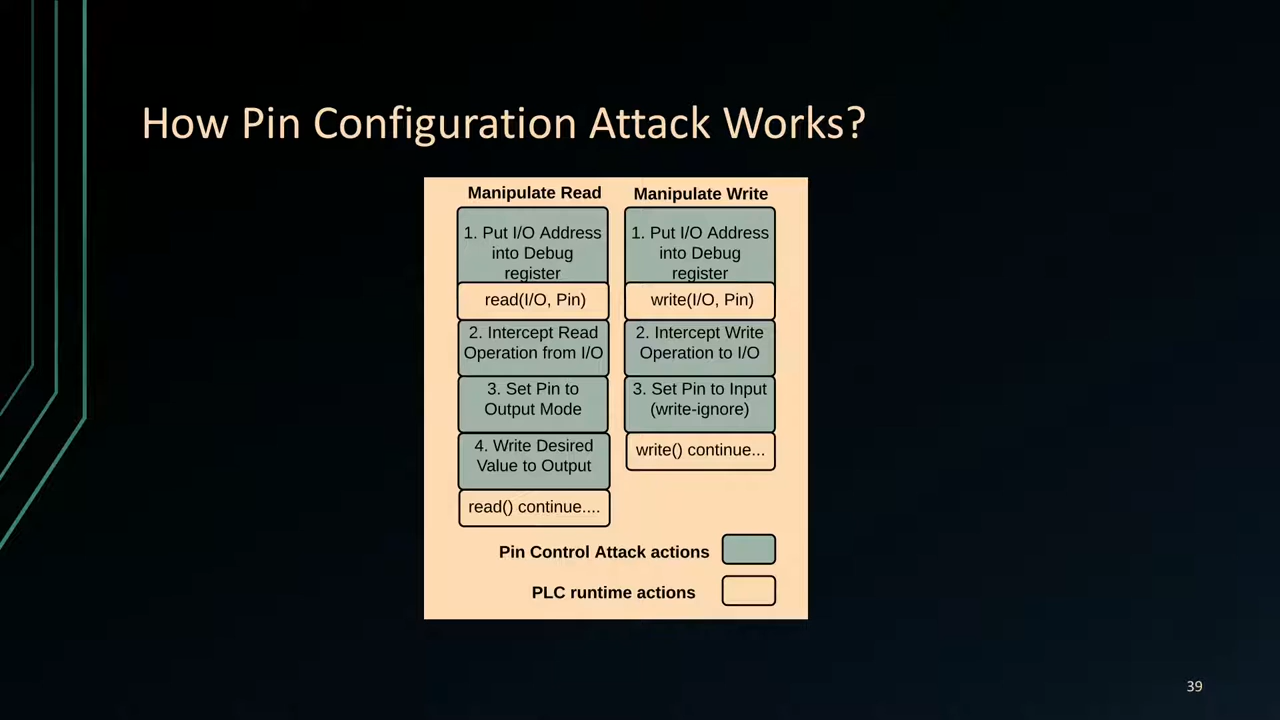 How Pin Configuration Attack Works?
Manipulate Read
1. Put I/O Address
into Debug
register
read(I/O, Pin)
2. Intercept Read
Operation from I/O
3. Set Pin to
Output Mode
4. Write Desired
Value to Output
read() continue....
Manipulate Write
1. Put I/O Address
into Debug
register
write(I/O, Pin)
2. Intercept Write
Operation to I/O
3. Set Pin to Input
(write-ignore)
write() continue...
Pin Control Attack actions
PLC runtime actions
39